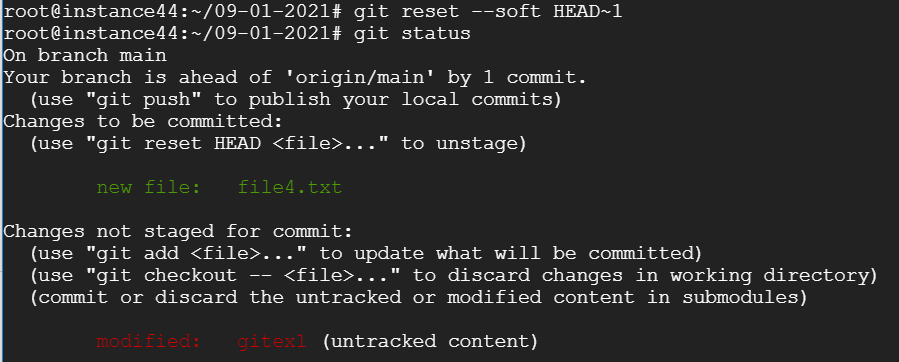 root@instance44:~/09-01-2021# git reset --soft HEAD~1
root@instance44:~/09-01-2021# git status
On branch main
Your branch is ahead of 'origin/main' by 1 commit.
  (use "git push" to publish your local commits)
Changes to be committed:
  (use "git reset HEAD <file>..." to unstage)

        new file:   file4.txt

Changes not staged for commit:
  (use "git add <file>..." to update what will be committed)
  (use "git checkout -- <file>..." to discard changes in working directory)
  (commit or discard the untracked or modified content in submodules)

        modified:   gitex1 (untracked content)